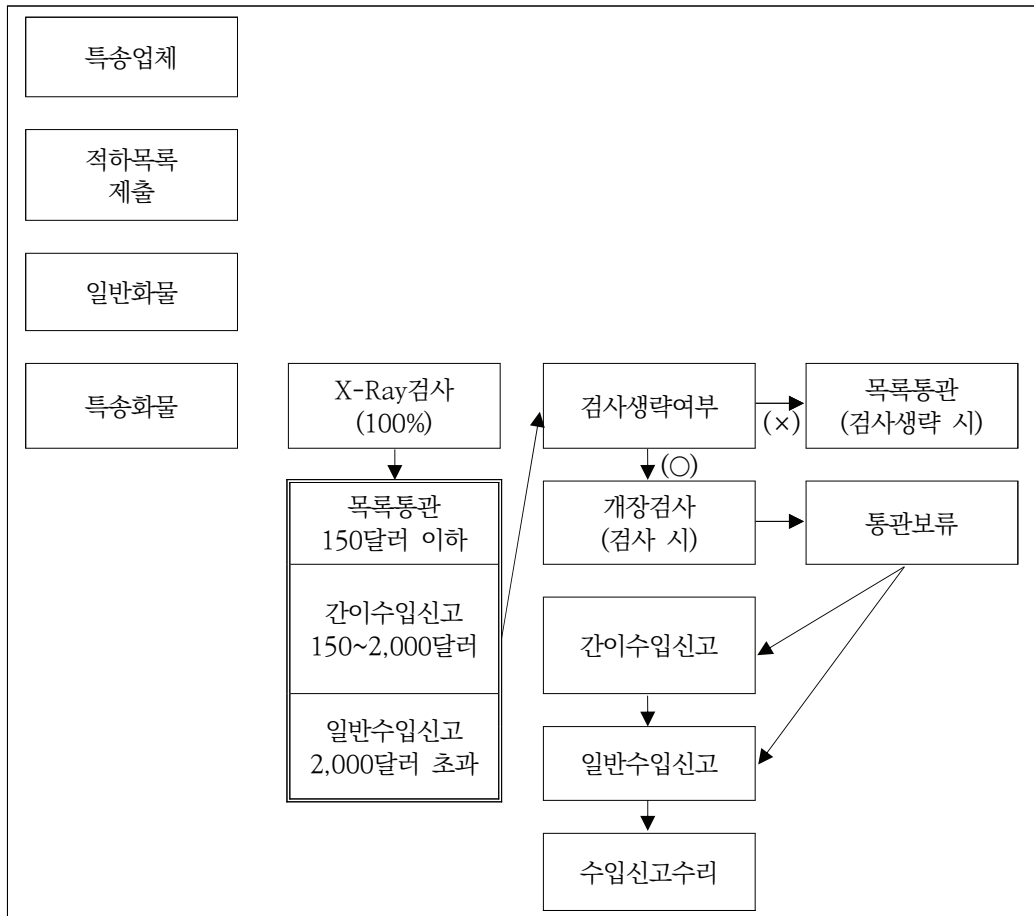 특송업체
적하목록
제출
일반화물
특송화물
X-Ray검사
(100%)
목록통관
150달러 이하
간이수입신고
150~2,000달러
일반수입신고
2,000달러 초과
검사생략여부
(×)
목록통관
(검사생략 시)
(○)
개장검사
(검사 시)
통관보류
간이수입신고
일반수입신고
수입신고수리